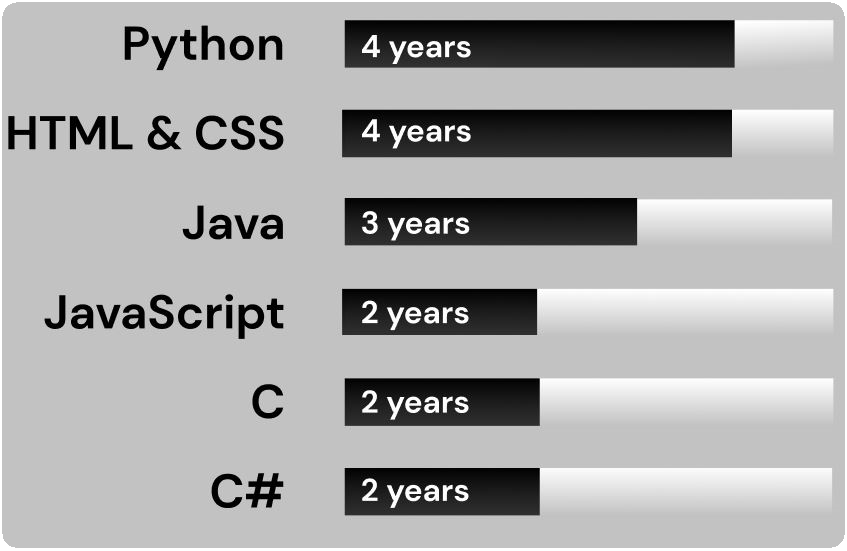 Python 4 years
HTML & CSS 4 years
Java 3 years
JavaScript 2 years
C 2 years
C# 2 years